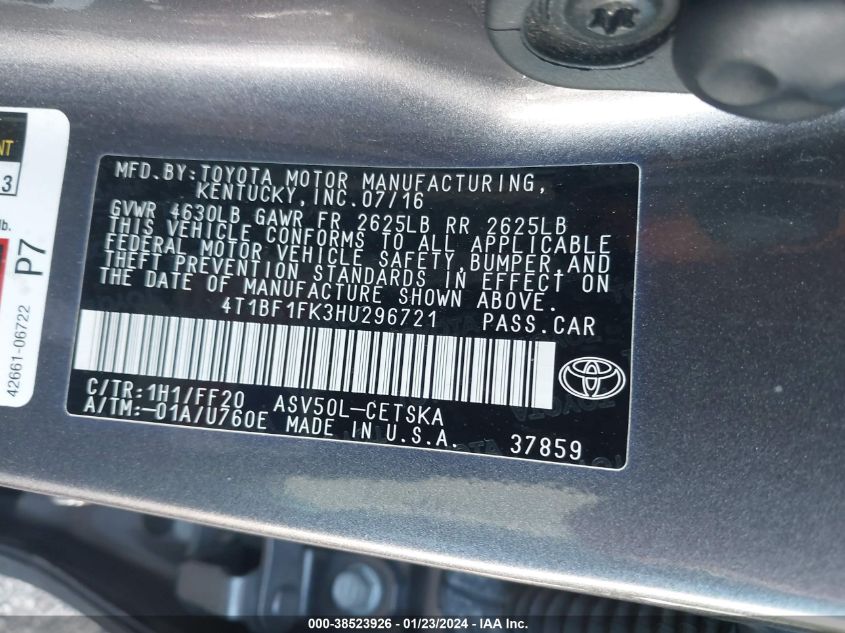 MFD.BY:TOYOTA MOTOR MANUFACTURING,
KENTUCKY, INC.07/16
GVWR 4630LB GAWR FR 2625LB RR 2625LB
THIS VEHICLE CONFORMS TO ALL APPLICABLE
FEDERAL MOTOR VEHICLE SAFETY,BUMPER,AND
THEFT PREVENTION STANDARDS IN EFFECT ON
THE DATE OF MANUFACTURE SHOWN ABOVE.
4T1BF1FK3HU296721 PASS.CAR
C/TR:1H1/FF20 ASV50L-CETSKA
A/TM:-01A/U760E MADE IN U.S.A. 37859
3
lb.
P7
42661-06722
000-38523926 - 01/23/2024 - IAA Inc.